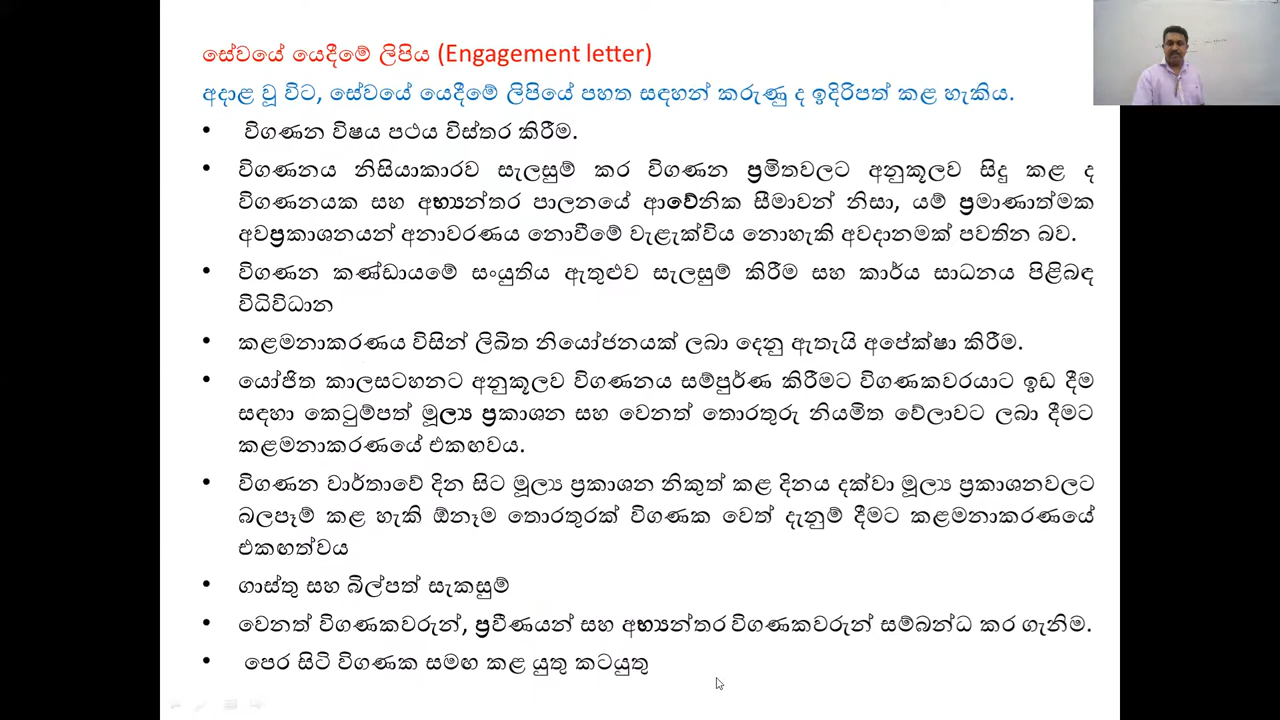 සේවයේ යෙදීමේ ලිපිය (Engagement letter)
අදාළ වූ විට, සේවයේ යෙදීමේ ලිපියේ පහත සඳහන් කරුණු ද ඉදිරිපත් කළ හැකිය.
• විගණන විෂය පථය විස්තර කිරීම.
• විගණනය නිසියාකාරව සැලසුම් කර විගණන ප්‍රමිතවලට අනුකූලව සිදු කළ ද
විගණනයක සහ අභ්‍යන්තර පාලනයේ ආවේනික සීමාවන් නිසා, යම් ප්‍රමාණාත්මක
අවප්‍රකාශනයන් අනාවරණය නොවීමේ වැළැක්විය නොහැකි අවදානමක් පවතින බව.
• විගණන කණ්ඩායමේ සංයුතිය ඇතුළුව සැලසුම් කිරීම සහ කාර්ය සාධනය පිළිබඳ
විධිවිධාන
• කළමනාකරණය විසින් ලිඛිත නියෝජනයක් ලබා දෙනු ඇතැයි අපේක්ෂා කිරීම.
• යෝජිත කාලසටහනට අනුකූලව විගණනය සම්පුර්ණ කිරීමට විගණකවරයාට ඉඩ දීම
සඳහා කෙටුම්පත් මූල්‍ය ප්‍රකාශන සහ වෙනත් තොරතුරු නියමිත වේලාවට ලබා දීමට
කළමනාකරණයේ එකඟවය.
• විගණන වාර්තාවේ දින සිට මූල්‍ය ප්‍රකාශන නිකුත් කළ දිනය දක්වා මූල්‍ය ප්‍රකාශනවලට
බලපෑම් කළ හැකි ඕනෑම තොරතුරක් විගණක වෙත් දැනුම් දීමට කළමනාකරණයේ
එකඟත්වය
• ගාස්තු සහ බිල්පත් සැකසුම්
• වෙනත් විගණකවරුන්, ප්‍රවීණයන් සහ අභ්‍යන්තර විගණකවරුන් සම්බන්ධ කර ගැනිම.
• පෙර සිටි විගණක සමඟ කළ යුතු කටයුතු